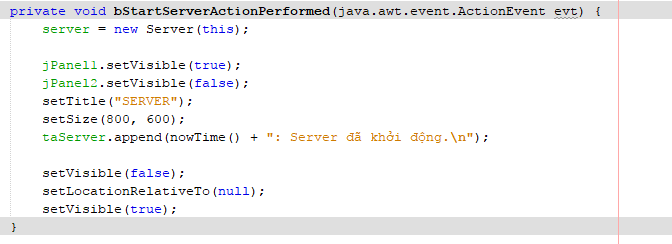 private void bStartServerActionPerformed(java.awt.event.ActionEvent evt) {
server = new Server(this);
jPanel1.setVisible(true);
jPanel2.setVisible(false);
setTitle("SERVER");
setSize(800, 600);
taServer.append(nowTime() + ": Server đã khởi động.\n");
setVisible(false);
setLocationRelativeTo(null);
setVisible(true);
}